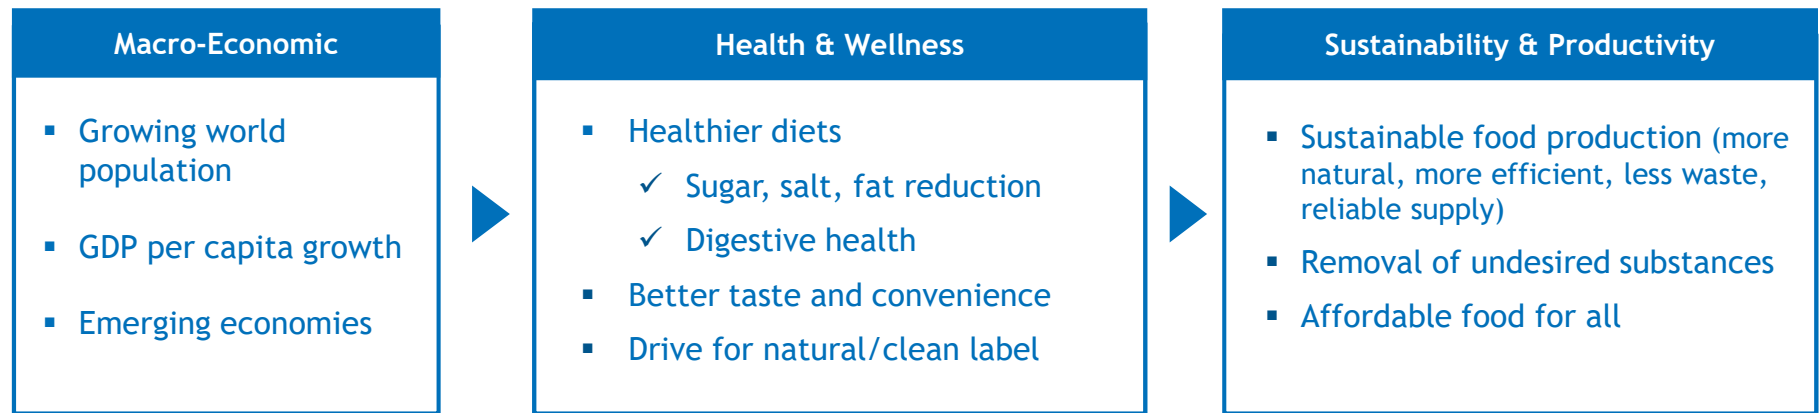 Macro-Economic
Growing world
population
GDP per capita growth
Emerging economies
Health & Wellness
Healthier diets
Sugar, salt, fat reduction
Digestive health
Better taste and convenience
Drive for natural/clean label
Sustainability & Productivity
Sustainable food production (more
natural, more efficient, less waste,
reliable supply)
Removal of undesired substances
Affordable food for all